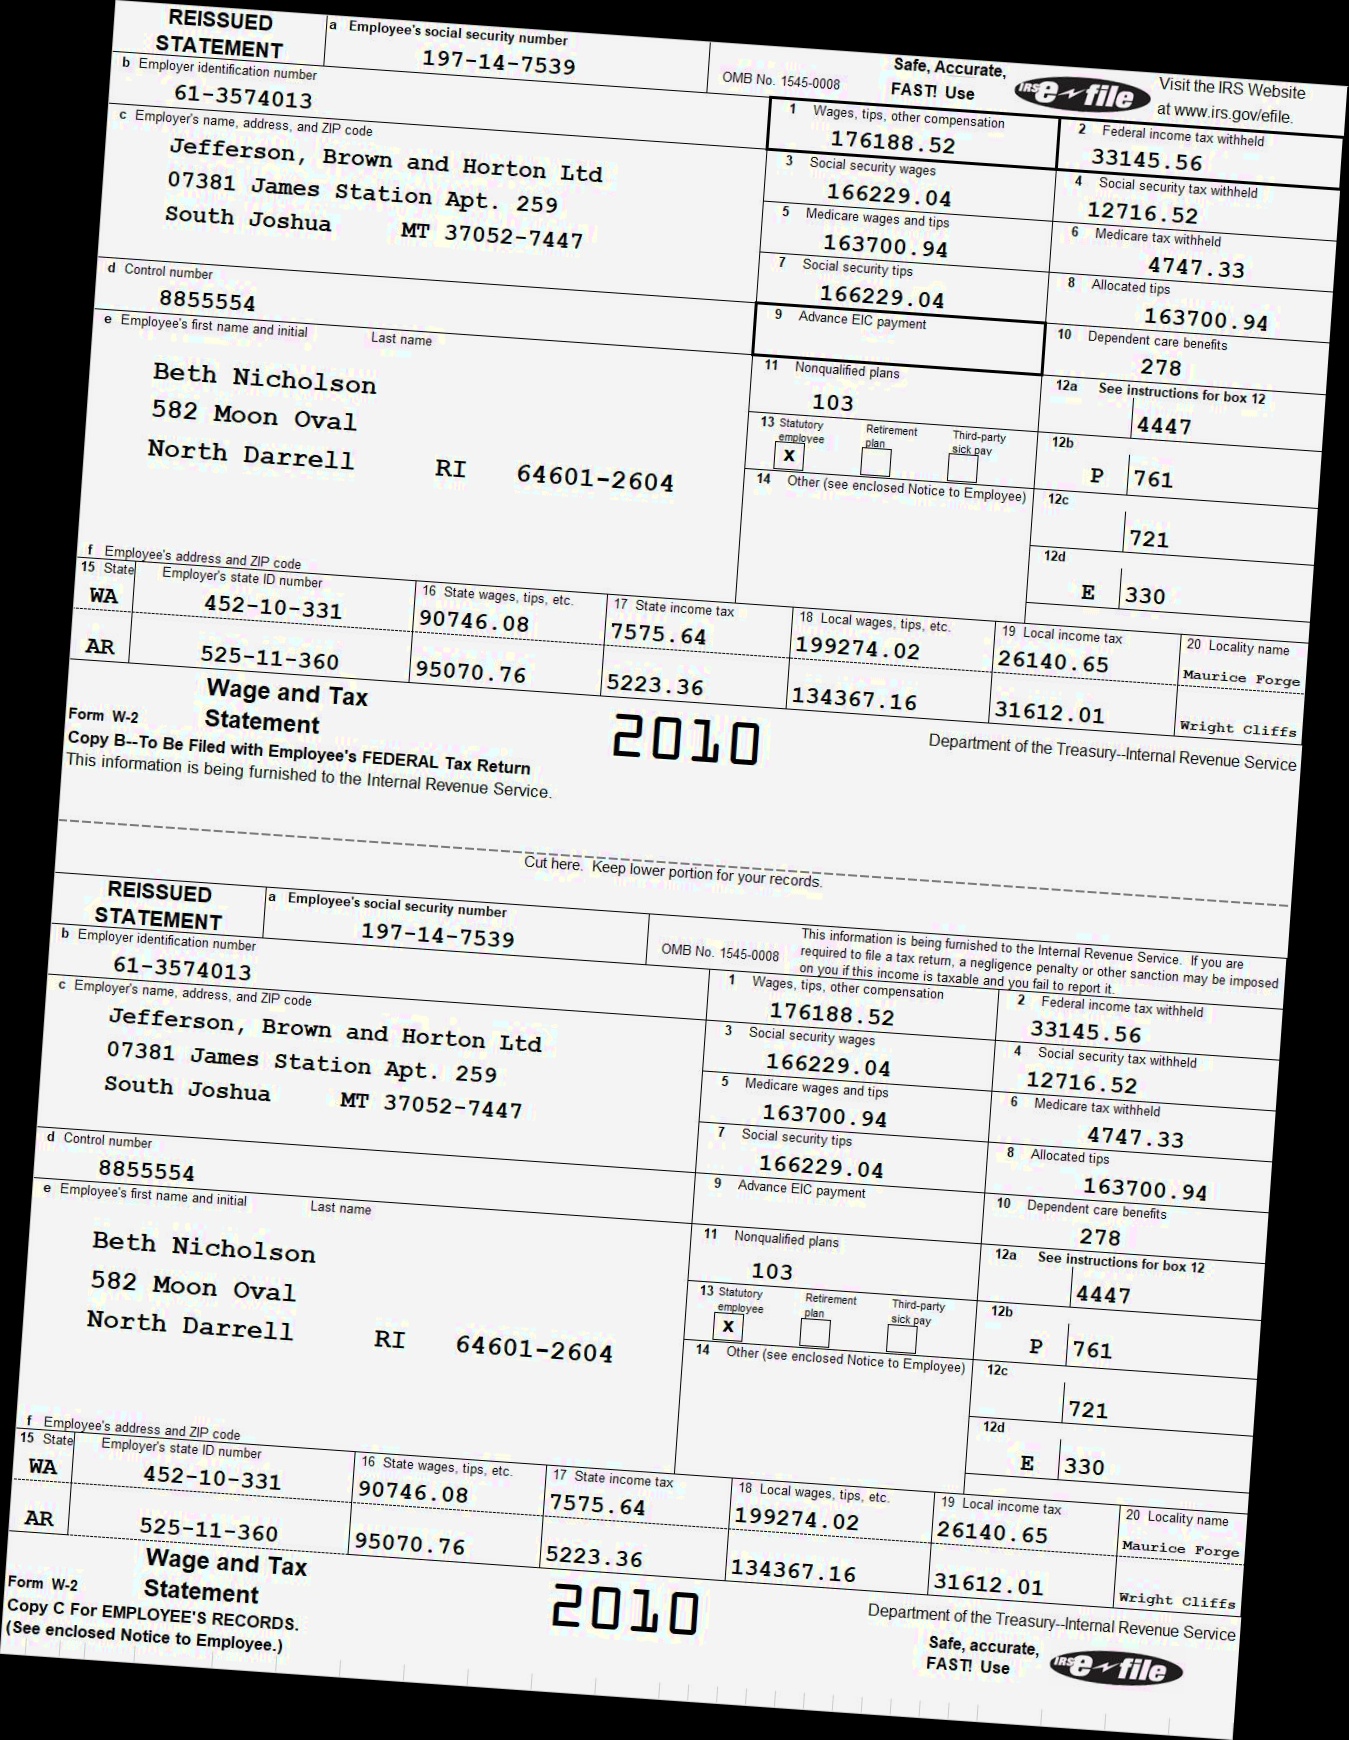 REISSUED
STATEMENT
a Employee's social security number
197-14-7539
OMB No. 1545-0008
Safe, Accurate,
FAST! Use
IRS e-file
Visit the IRS Website
at www.irs.gov/efile.
b Employer identification number
61-3574013
1 Wages, tips, other compensation
176188.52
2 Federal income tax withheld
33145.56
c Employer's name, address, and ZIP code
Jefferson, Brown and Horton Ltd
07381 James Station Apt. 259
South Joshua MT 37052-7447
3 Social security wages
166229.04
4 Social security tax withheld
12716.52
5 Medicare wages and tips
163700.94
6 Medicare tax withheld
4747.33
d Control number
8855554
7 Social security tips
166229.04
8 Allocated tips
163700.94
e Employee's first name and initial Last name
Beth Nicholson
582 Moon Oval
North Darrell RI 64601-2604
9 Advance EIC payment
10 Dependent care benefits
278
11 Nonqualified plans
103
12a See instructions for box 12
4447
13 Statutory employee
X
Retirement plan
Third-party sick pay
12b
P 761
14 Other (see enclosed Notice to Employee)
12c
721
12d
E 330
f Employee's address and ZIP code
15 State Employer's state ID number
16 State wages, tips, etc.
17 State income tax
18 Local wages, tips, etc.
19 Local income tax
20 Locality name
WA 452-10-331 90746.08 7575.64 199274.02 26140.65 Maurice Forge
AR 525-11-360 95070.76 5223.36 134367.16 31612.01 Wright Cliffs
Wage and Tax
Statement
Form W-2
2010
Department of the Treasury--Internal Revenue Service
Copy B--To Be Filed with Employee's FEDERAL Tax Return
This information is being furnished to the Internal Revenue Service.
Cut here. Keep lower portion for your records.
REISSUED
STATEMENT
a Employee's social security number
197-14-7539
OMB No. 1545-0008
This information is being furnished to the Internal Revenue Service. If you are
required to file a tax return, a negligence penalty or other sanction may be imposed
on you if this income is taxable and you fail to report it.
b Employer identification number
61-3574013
1 Wages, tips, other compensation
176188.52
2 Federal income tax withheld
33145.56
c Employer's name, address, and ZIP code
Jefferson, Brown and Horton Ltd
07381 James Station Apt. 259
South Joshua MT 37052-7447
3 Social security wages
166229.04
4 Social security tax withheld
12716.52
5 Medicare wages and tips
163700.94
6 Medicare tax withheld
4747.33
d Control number
8855554
7 Social security tips
166229.04
8 Allocated tips
163700.94
e Employee's first name and initial Last name
Beth Nicholson
582 Moon Oval
North Darrell RI 64601-2604
9 Advance EIC payment
10 Dependent care benefits
278
11 Nonqualified plans
103
12a See instructions for box 12
4447
13 Statutory employee
X
Retirement plan
Third-party sick pay
12b
P 761
14 Other (see enclosed Notice to Employee)
12c
721
12d
E 330
f Employee's address and ZIP code
15 State Employer's state ID number
16 State wages, tips, etc.
17 State income tax
18 Local wages, tips, etc.
19 Local income tax
20 Locality name
WA 452-10-331 90746.08 7575.64 199274.02 26140.65 Maurice Forge
AR 525-11-360 95070.76 5223.36 134367.16 31612.01 Wright Cliffs
Wage and Tax
Statement
Form W-2
2010
Department of the Treasury--Internal Revenue Service
Copy C For EMPLOYEE'S RECORDS.
(See enclosed Notice to Employee.)
Safe, accurate,
FAST! Use
IRS e-file